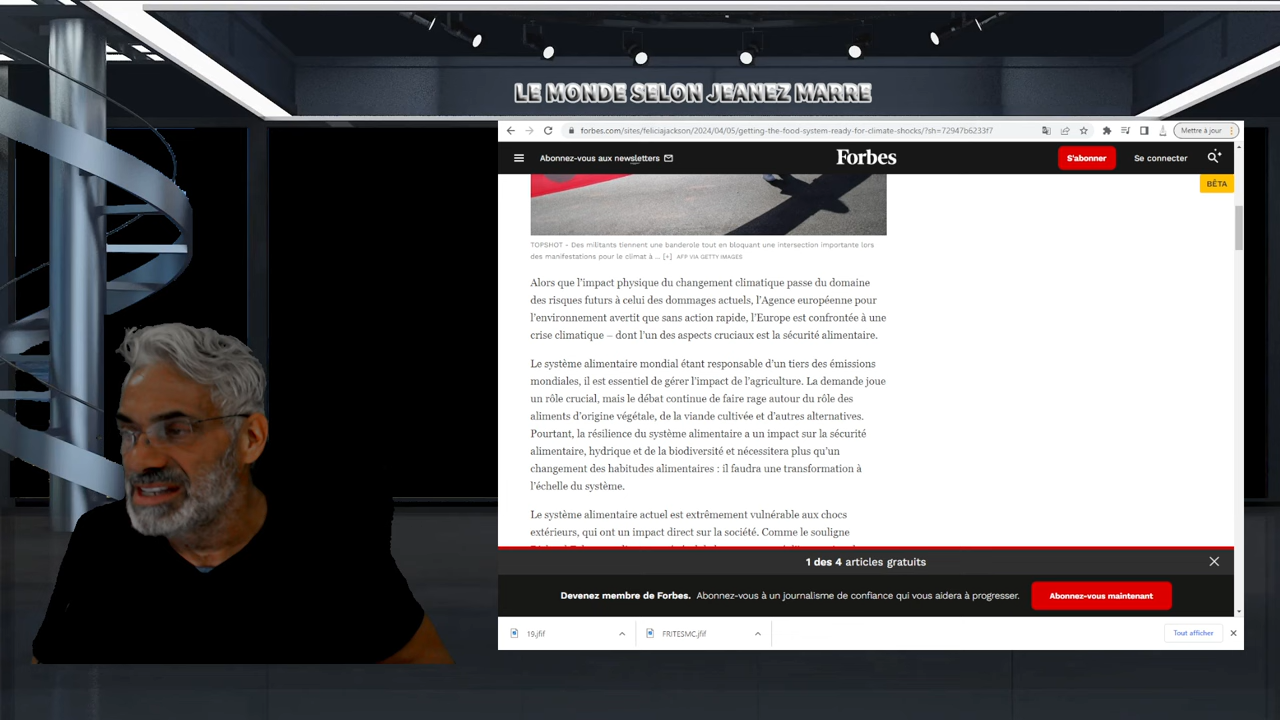 LE MONDE SELON JEANEZ MARRE
forbes.com/sites/feliciajackson/2024/04/05/getting-the-food-system-ready-for-climate-shocks/?sh=72947b6233f7
Mettre à jour
Abonnez-vous aux newsletters
Forbes
S'abonner
Se connecter
BÊTA
TOPSHOT - Des militants tiennent une banderole tout en bloquant une intersection importante lors
des manifestations pour le climat à ... [+] AFP VIA GETTY IMAGES
Alors que l'impact physique du changement climatique passe du domaine
des risques futurs à celui des dommages actuels, l'Agence européenne pour
l'environnement avertit que sans action rapide, l'Europe est confrontée à une
crise climatique – dont l'un des aspects cruciaux est la sécurité alimentaire.
Le système alimentaire mondial étant responsable d'un tiers des émissions
mondiales, il est essentiel de gérer l'impact de l'agriculture. La demande joue
un rôle crucial, mais le débat continue de faire rage autour du rôle des
aliments d'origine végétale, de la viande cultivée et d'autres alternatives.
Pourtant, la résilience du système alimentaire a un impact sur la sécurité
alimentaire, hydrique et de la biodiversité et nécessitera plus qu'un
changement des habitudes alimentaires : il faudra une transformation à
l'échelle du système.
Le système alimentaire actuel est extrêmement vulnérable aux chocs
extérieurs, qui ont un impact direct sur la société. Comme le souligne
1 des 4 articles gratuits
Devenez membre de Forbes. Abonnez-vous à un journalisme de confiance qui vous aidera à progresser.
Abonnez-vous maintenant
19.jfif
FRITESMC.jfif
Tout afficher